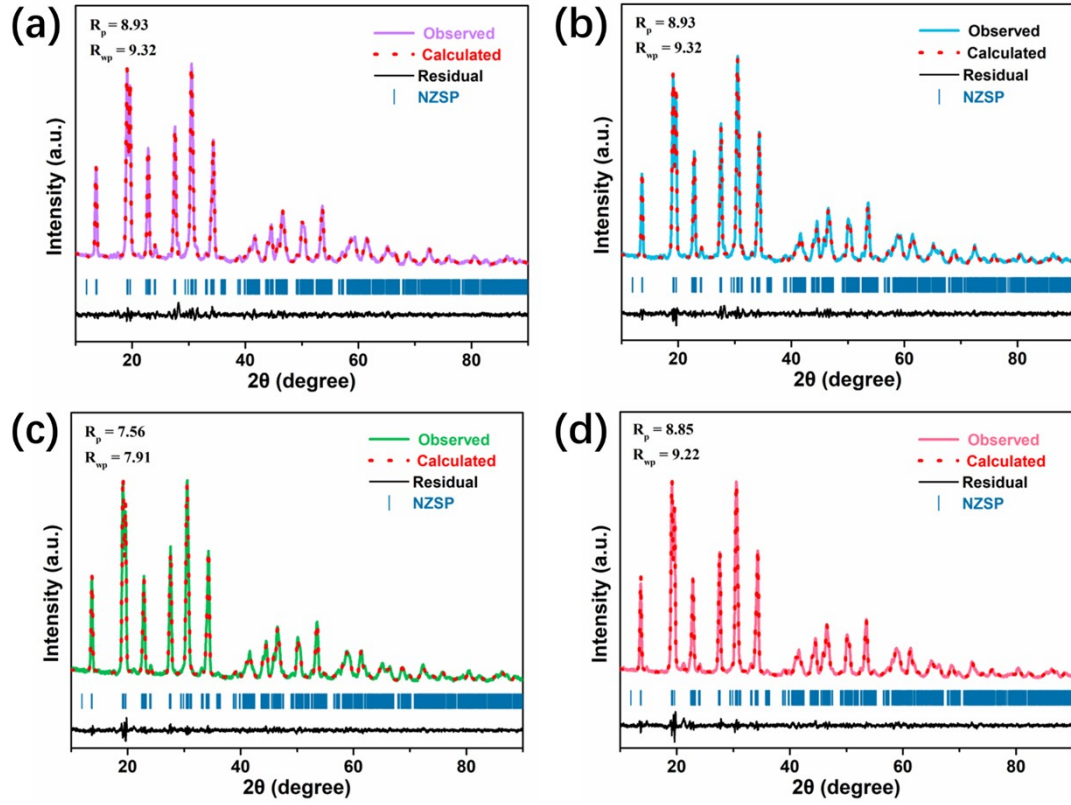 (a)
Rp = 8.93
Rwp = 9.32
Observed
Calculated
Residual
NZSP
Intensity (a.u.)
20 40 60 80
2θ (degree)
(b)
Rp = 8.93
Rwp = 9.32
Observed
Calculated
Residual
NZSP
Intensity (a.u.)
20 40 60 80
2θ (degree)
(c)
Rp = 7.56
Rwp = 7.91
Observed
Calculated
Residual
NZSP
Intensity (a.u.)
20 40 60 80
2θ (degree)
(d)
Rp = 8.85
Rwp = 9.22
Observed
Calculated
Residual
NZSP
Intensity (a.u.)
20 40 60 80
2θ (degree)